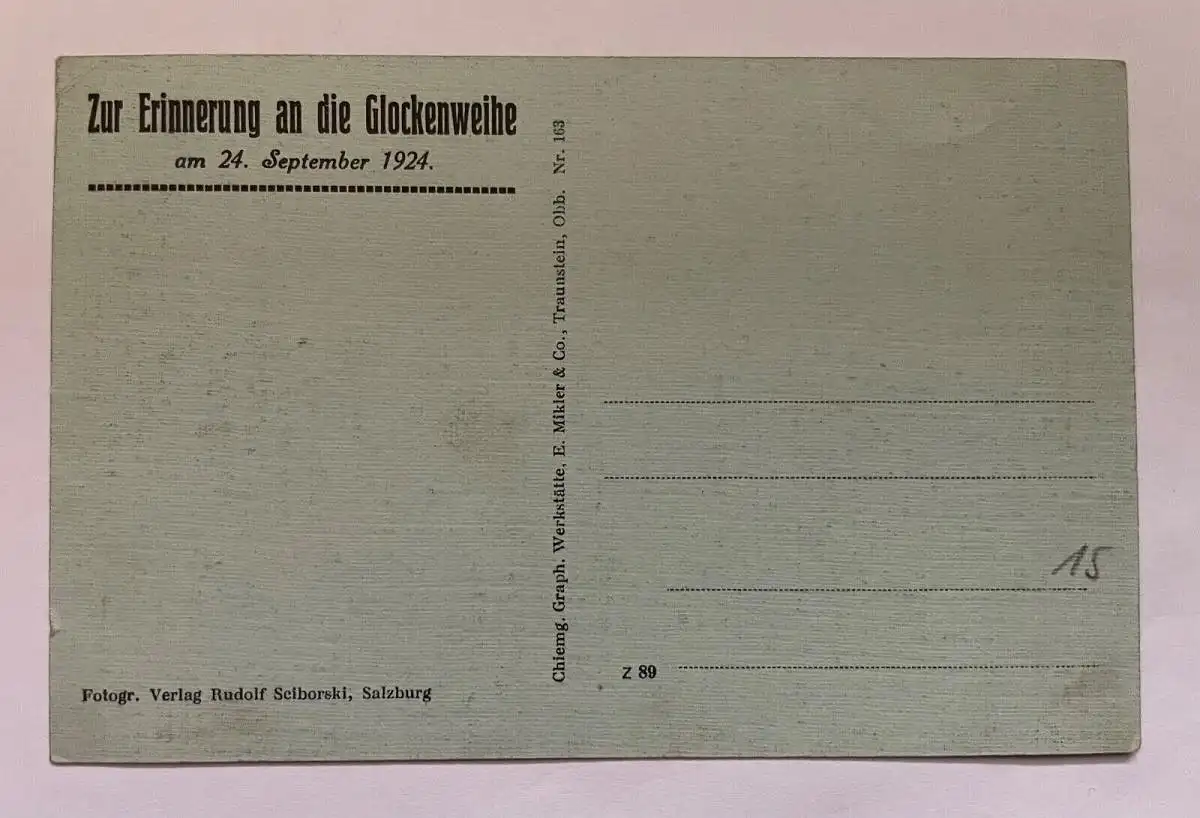 Zur Erinnerung an die Glockenweihe
am 24. September 1924.
Chiemg. Graph. Werkstätte, E. Mikler & Co., Traunstein, Obb. Nr. 163
Fotogr. Verlag Rudolf Sciborski, Salzburg
15
Z 89